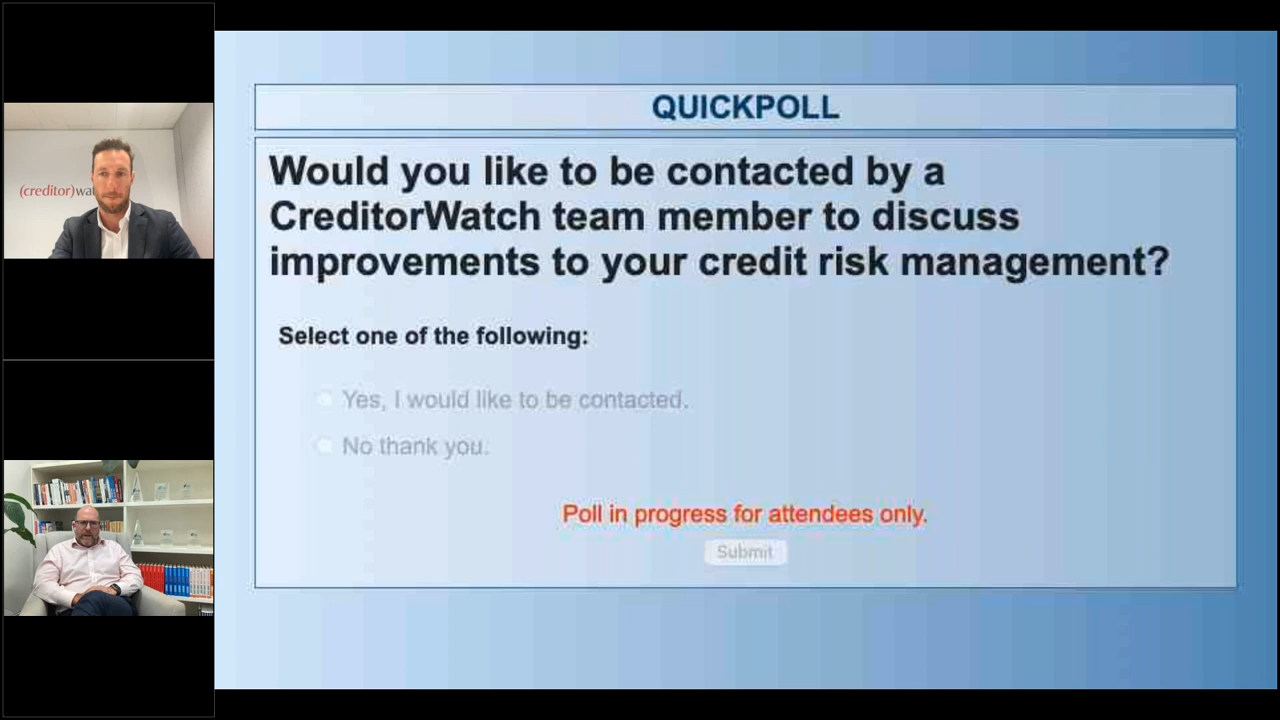 (creditor)wat
QUICKPOLL
Would you like to be contacted by a
CreditorWatch team member to discuss
improvements to your credit risk management?
Select one of the following:
Yes, I would like to be contacted.
No thank you.
Poll in progress for attendees only.
Submit